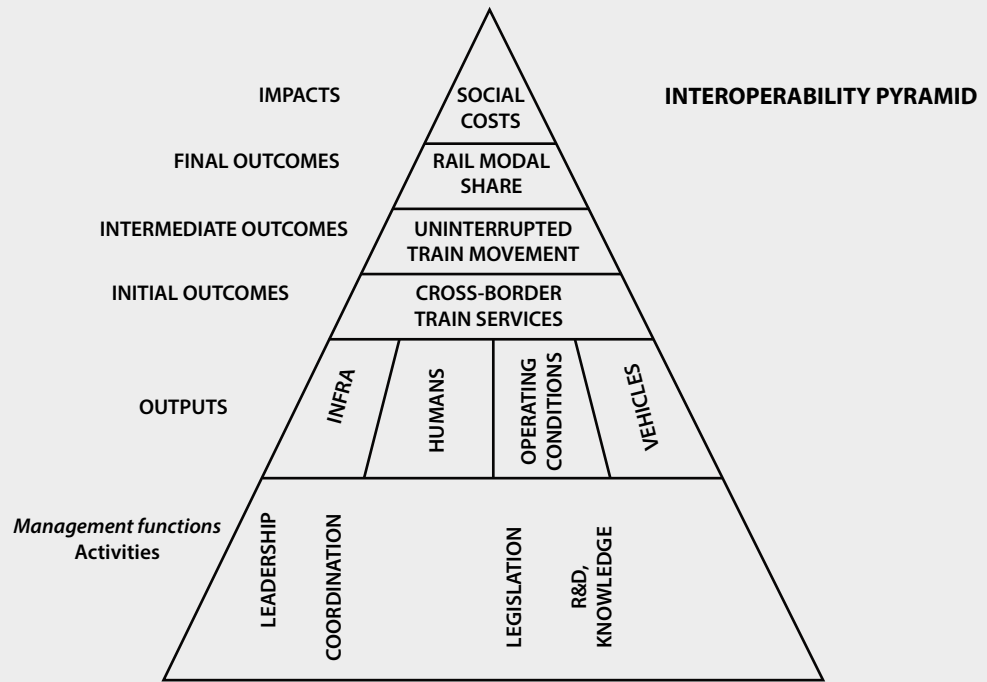 INTEROPERABILITY PYRAMID
IMPACTS
SOCIAL
COSTS
FINAL OUTCOMES
RAIL MODAL
SHARE
INTERMEDIATE OUTCOMES
UNINTERRUPTED
TRAIN MOVEMENT
INITIAL OUTCOMES
CROSS-BORDER
TRAIN SERVICES
OUTPUTS
INFRA
HUMANS
OPERATING
CONDITIONS
VEHICLES
Management functions
Activities
LEADERSHIP
COORDINATION
LEGISLATION
R&D,
KNOWLEDGE